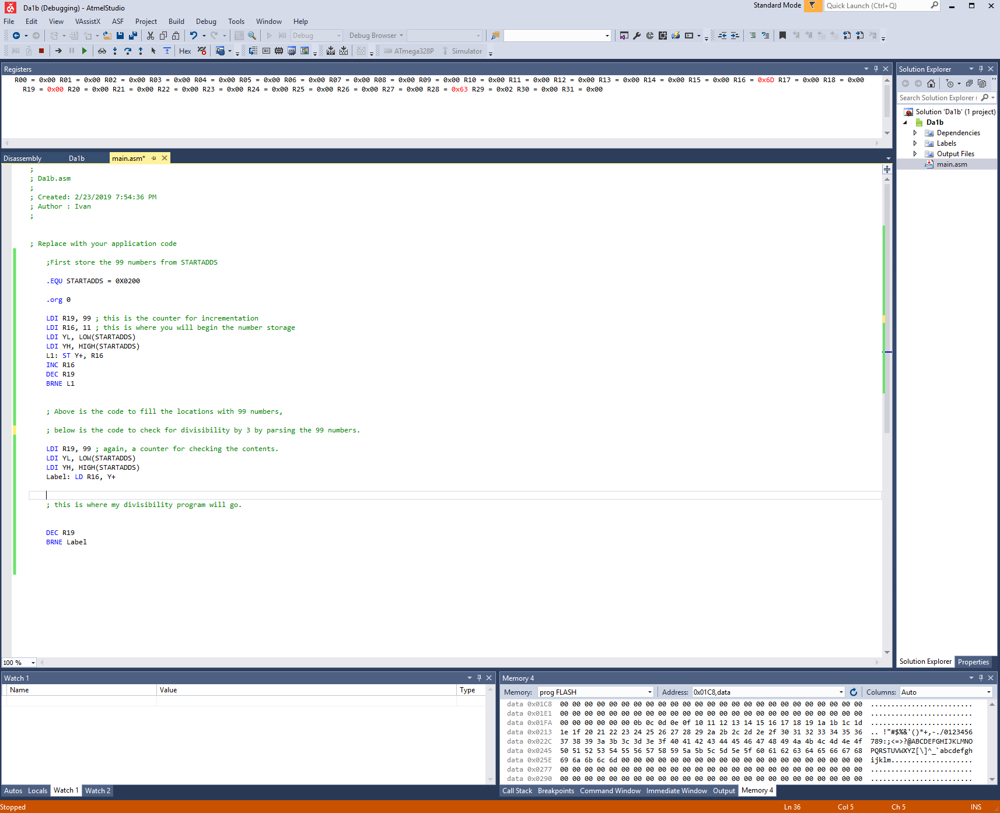 Da1b (Debugging) - AtmelStudio
Standard Mode
Quick Launch (Ctrl+Q)
File Edit View VAssistX ASF Project Build Debug Tools Window Help
Debug Debug Browser
Hex ATmega328P Simulator
Registers
R00 = 0x00 R01 = 0x00 R02 = 0x00 R03 = 0x00 R04 = 0x00 R05 = 0x00 R06 = 0x00 R07 = 0x00 R08 = 0x00 R09 = 0x00 R10 = 0x00 R11 = 0x00 R12 = 0x00 R13 = 0x00 R14 = 0x00 R15 = 0x00 R16 = 0x6D R17 = 0x00 R18 = 0x00
R19 = 0x00 R20 = 0x00 R21 = 0x00 R22 = 0x00 R23 = 0x00 R24 = 0x00 R25 = 0x00 R26 = 0x00 R27 = 0x00 R28 = 0x63 R29 = 0x02 R30 = 0x00 R31 = 0x00
Disassembly Da1b main.asm*
;
; Da1b.asm
;
; Created: 2/23/2019 7:54:36 PM
; Author : Ivan
;
; Replace with your application code
;First store the 99 numbers from STARTADDS
.EQU STARTADDS = 0X0200
.org 0
LDI R19, 99 ; this is the counter for incrementation
LDI R16, 11 ; this is where you will begin the number storage
LDI YL, LOW(STARTADDS)
LDI YH, HIGH(STARTADDS)
L1: ST Y+, R16
INC R16
DEC R19
BRNE L1
; Above is the code to fill the locations with 99 numbers,
; below is the code to check for divisibility by 3 by parsing the 99 numbers.
LDI R19, 99 ; again, a counter for checking the contents.
LDI YL, LOW(STARTADDS)
LDI YH, HIGH(STARTADDS)
Label: LD R16, Y+
; this is where my divisibility program will go.
DEC R19
BRNE Label
100 %
Solution Explorer
Search Solution Explorer (
Solution 'Da1b' (1 project)
Da1b
Dependencies
Labels
Output Files
main.asm
Solution Explorer Properties
Watch 1
Name Value Type
Autos Locals Watch 1 Watch 2
Memory 4
Memory: prog FLASH Address: 0x01C8,data Columns: Auto
data 0x01C8 00 00 00 00 00 00 00 00 00 00 00 00 00 00 00 00 00 00 00 00 00 00 00 00 00 .........................
data 0x01E1 00 00 00 00 00 00 00 00 00 00 00 00 00 00 00 00 00 00 00 00 00 00 00 00 00 .........................
data 0x01FA 00 00 00 00 00 00 0b 0c 0d 0e 0f 10 11 12 13 14 15 16 17 18 19 1a 1b 1c 1d .........................
data 0x0213 1e 1f 20 21 22 23 24 25 26 27 28 29 2a 2b 2c 2d 2e 2f 30 31 32 33 34 35 36 .. !"#$%&'()*+,-./0123456
data 0x022C 37 38 39 3a 3b 3c 3d 3e 3f 40 41 42 43 44 45 46 47 48 49 4a 4b 4c 4d 4e 4f 789:;<=>?@ABCDEFGHIJKLMNO
data 0x0245 50 51 52 53 54 55 56 57 58 59 5a 5b 5c 5d 5e 5f 60 61 62 63 64 65 66 67 68 PQRSTUVWXYZ[\]^_`abcdefgh
data 0x025E 69 6a 6b 6c 6d 00 00 00 00 00 00 00 00 00 00 00 00 00 00 00 00 00 00 00 00 ijklm....................
data 0x0277 00 00 00 00 00 00 00 00 00 00 00 00 00 00 00 00 00 00 00 00 00 00 00 00 00 .........................
data 0x0290 00 00 00 00 00 00 00 00 00 00 00 00 00 00 00 00 00 00 00 00 00 00 00 00 00 .........................
Call Stack Breakpoints Command Window Immediate Window Output Memory 4
Stopped Ln 36 Col 5 Ch 5 INS